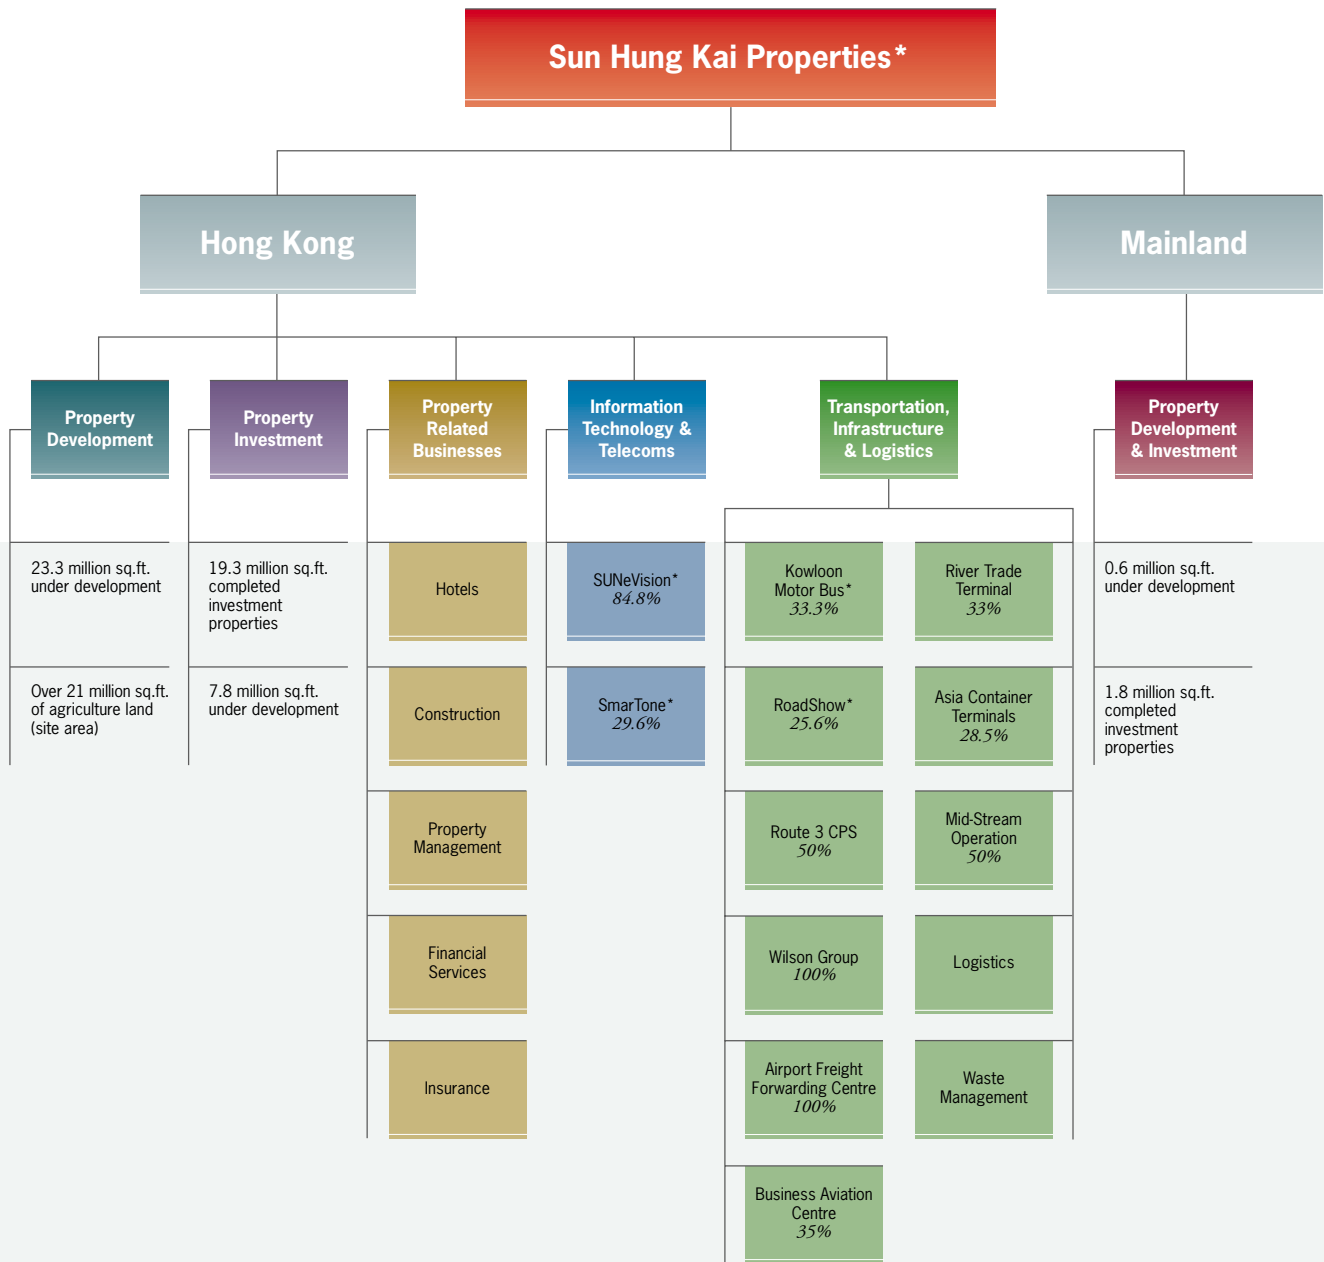 Sun Hung Kai Properties*
Hong Kong
Mainland
Property
Development
Property
Investment
Property
Related
Businesses
Information
Technology &
Telecoms
Transportation,
Infrastructure
& Logistics
Property
Development
& Investment
23.3 million sq.ft.
under development
Over 21 million sq.ft.
of agriculture land
(site area)
19.3 million sq.ft.
completed
investment
properties
7.8 million sq.ft.
under development
Hotels
Construction
Property
Management
Financial
Services
Insurance
SUNeVision*
84.8%
SmarTone*
29.6%
Kowloon
Motor Bus*
33.3%
RoadShow*
25.6%
Route 3 CPS
50%
Wilson Group
100%
Airport Freight
Forwarding Centre
100%
Business Aviation
Centre
35%
River Trade
Terminal
33%
Asia Container
Terminals
28.5%
Mid-Stream
Operation
50%
Logistics
Waste
Management
0.6 million sq.ft.
under development
1.8 million sq.ft.
completed
investment
properties